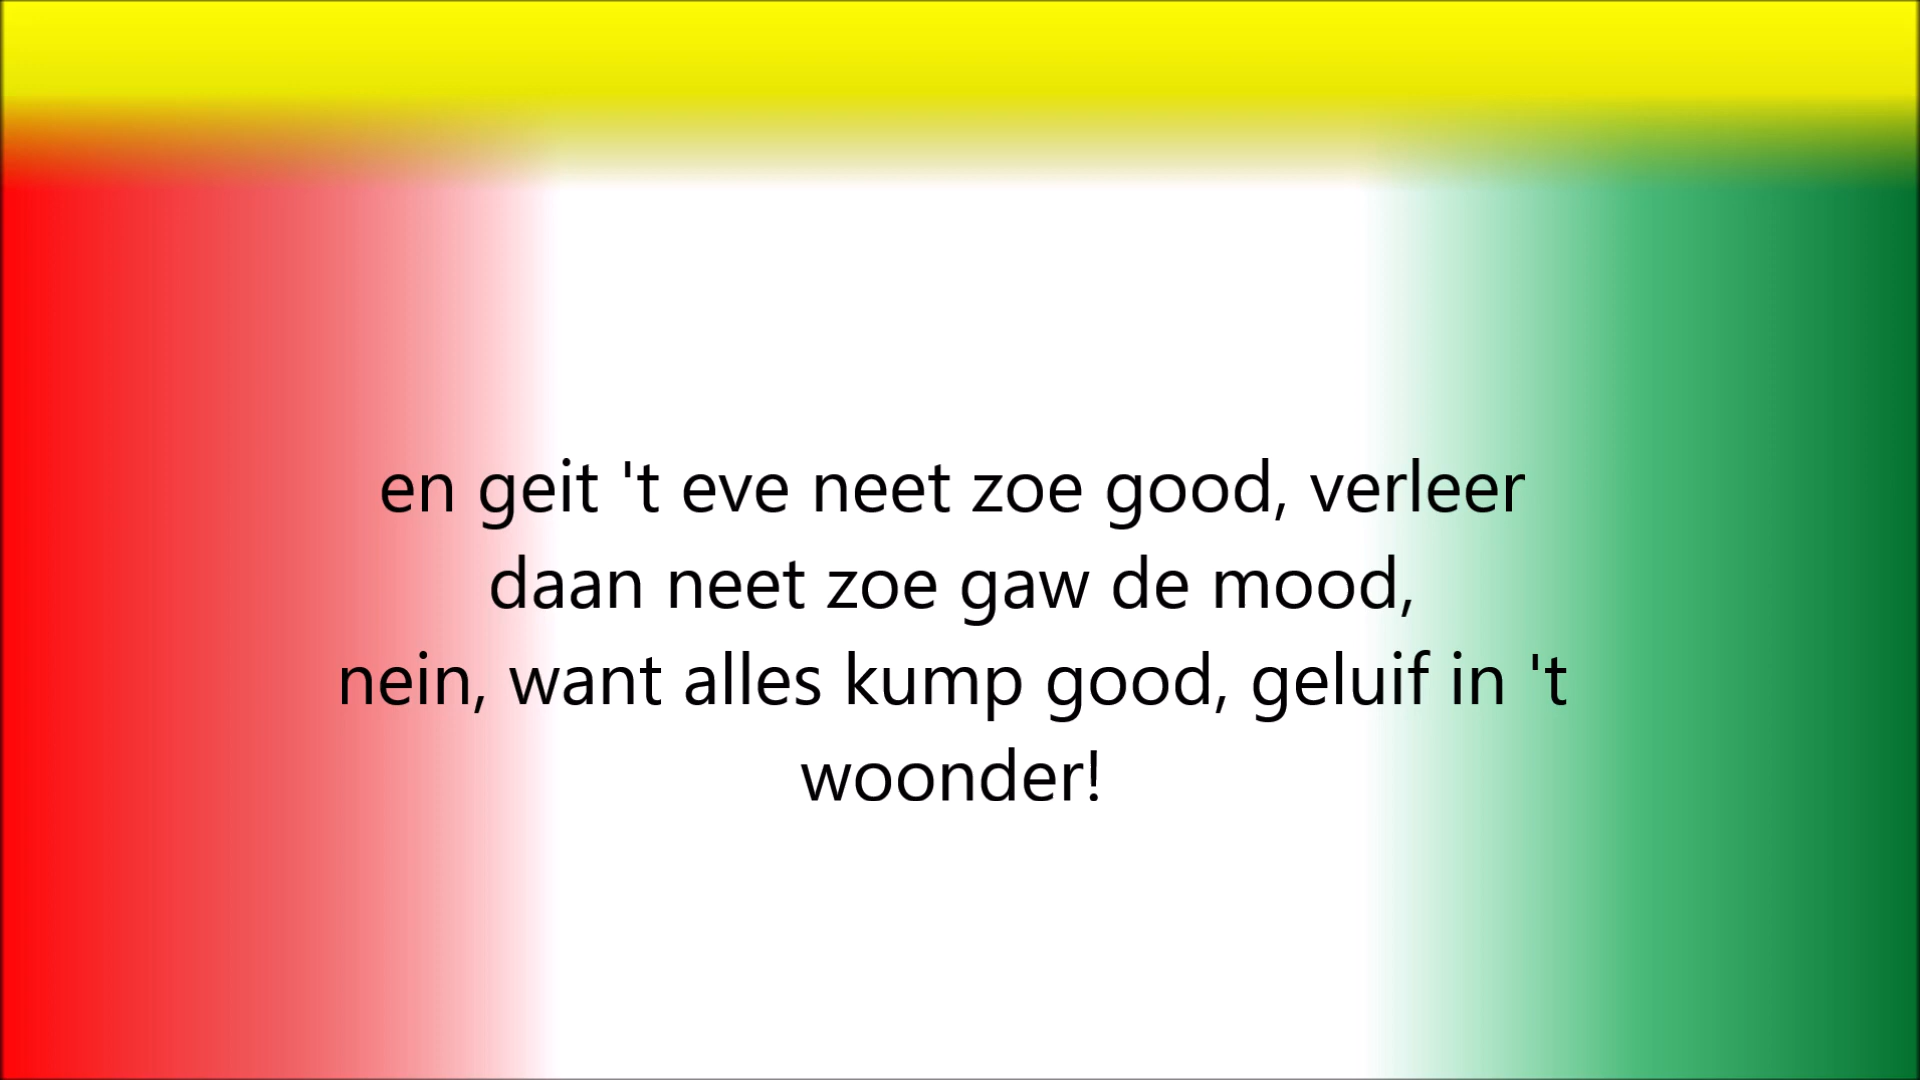 en geit 't eve neet zoe good, verleer
daan neet zoe gaw de mood,
nein, want alles kump good, geluif in 't
woonder!